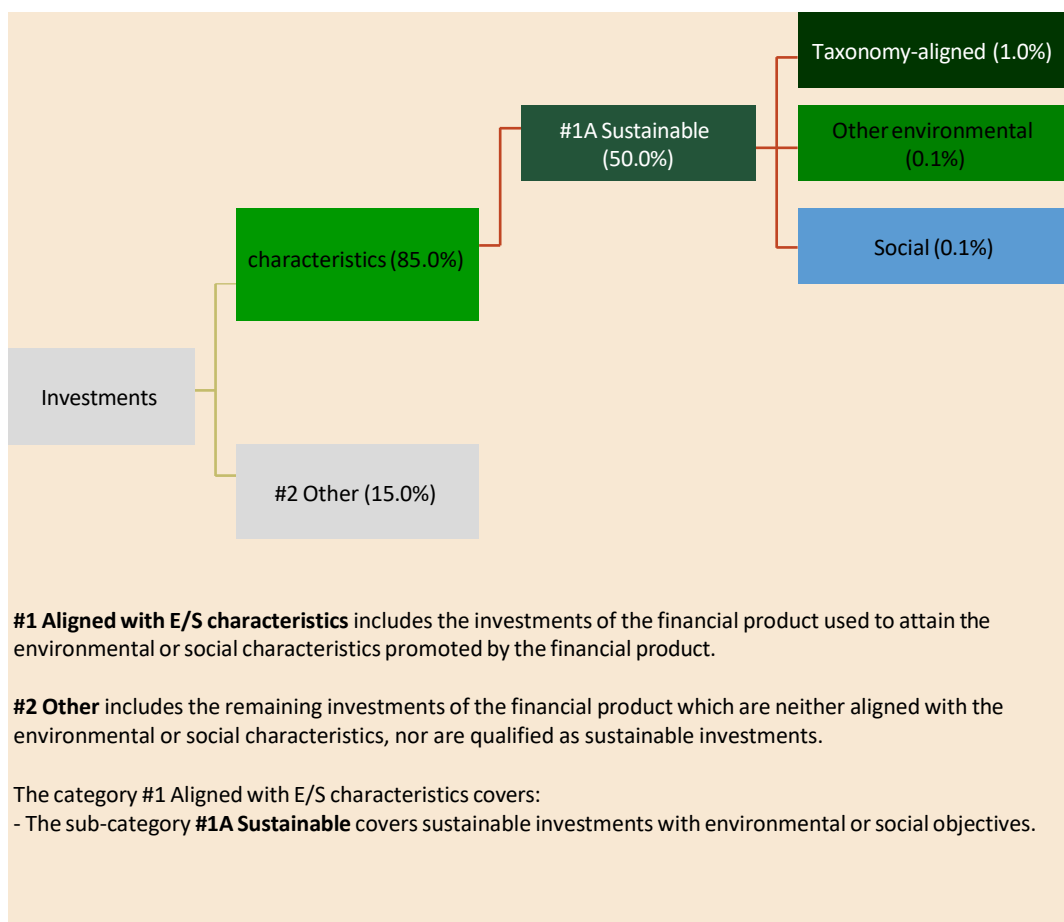 Taxonomy-aligned (1.0%)
#1A Sustainable
(50.0%)
Other environmental
(0.1%)
characteristics (85.0%)
Social (0.1%)
Investments
#2 Other (15.0%)
#1 Aligned with E/S characteristics includes the investments of the financial product used to attain the
environmental or social characteristics promoted by the financial product.
#2 Other includes the remaining investments of the financial product which are neither aligned with the
environmental or social characteristics, nor are qualified as sustainable investments.
The category #1 Aligned with E/S characteristics covers:
- The sub-category #1A Sustainable covers sustainable investments with environmental or social objectives.